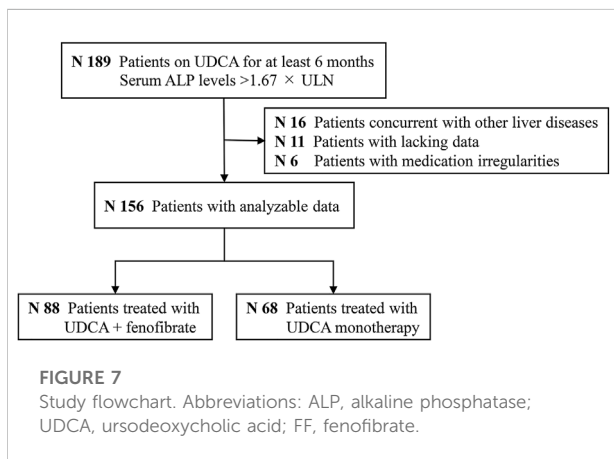 N 189 Patients on UDCA for at least 6 months
Serum ALP levels >1.67 × ULN
N 16 Patients concurrent with other liver diseases
N 11 Patients with lacking data
N 6 Patients with medication irregularities
N 156 Patients with analyzable data
N 88 Patients treated with
UDCA + fenofibrate
N 68 Patients treated with
UDCA monotherapy
FIGURE 7
Study flowchart. Abbreviations: ALP, alkaline phosphatase;
UDCA, ursodeoxycholic acid; FF, fenofibrate.